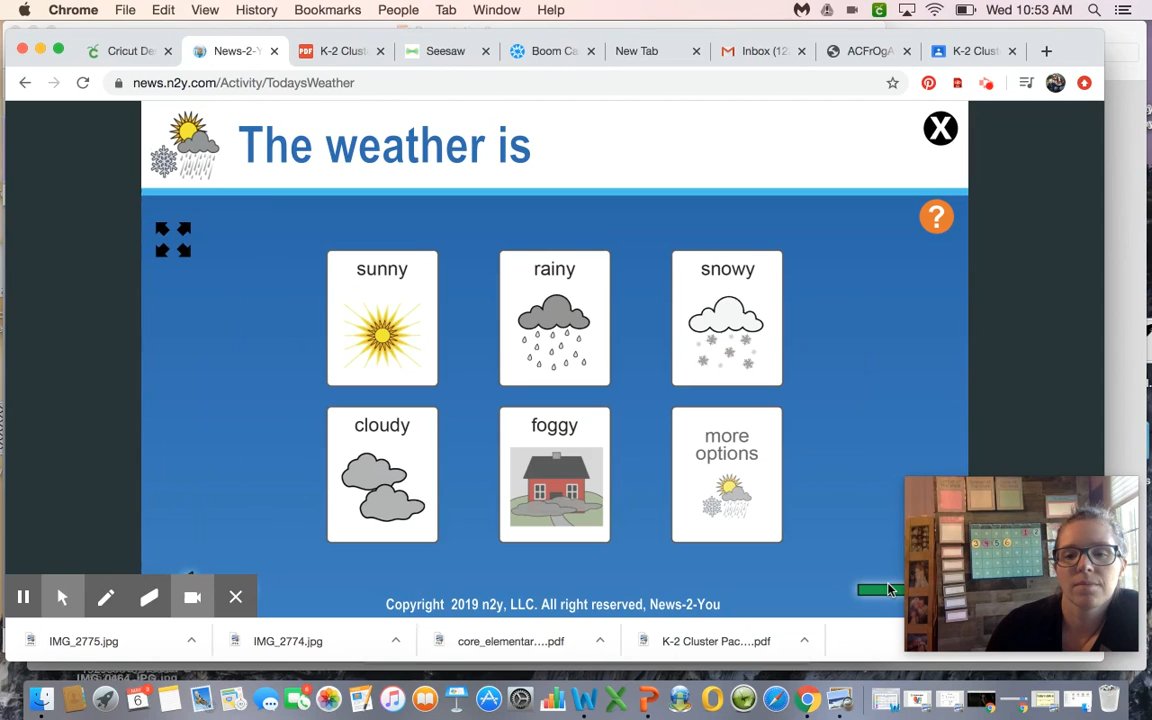 Chrome File Edit View History Bookmarks People Tab Window Help Wed 10:53 AM
Cricut De News-2-Y K-2 Clust Seesaw Boom Ca New Tab Inbox (12 ACFrOgA K-2 Clust
news.n2y.com/Activity/TodaysWeather
The weather is
X
?
sunny rainy snowy
cloudy foggy more
options
Copyright 2019 n2y, LLC. All right reserved, News-2-You
IMG_2775.jpg IMG_2774.jpg core_elementar....pdf K-2 Cluster Pac....pdf